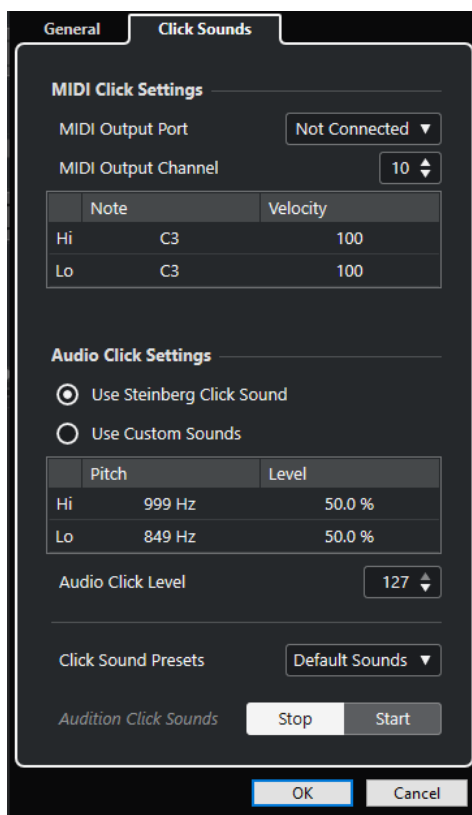 General Click Sounds
MIDI Click Settings
MIDI Output Port Not Connected
MIDI Output Channel 10
Note Velocity
Hi C3 100
Lo C3 100
Audio Click Settings
Use Steinberg Click Sound
Use Custom Sounds
Pitch Level
Hi 999 Hz 50.0 %
Lo 849 Hz 50.0 %
Audio Click Level 127
Click Sound Presets Default Sounds
Audition Click Sounds Stop Start
OK Cancel